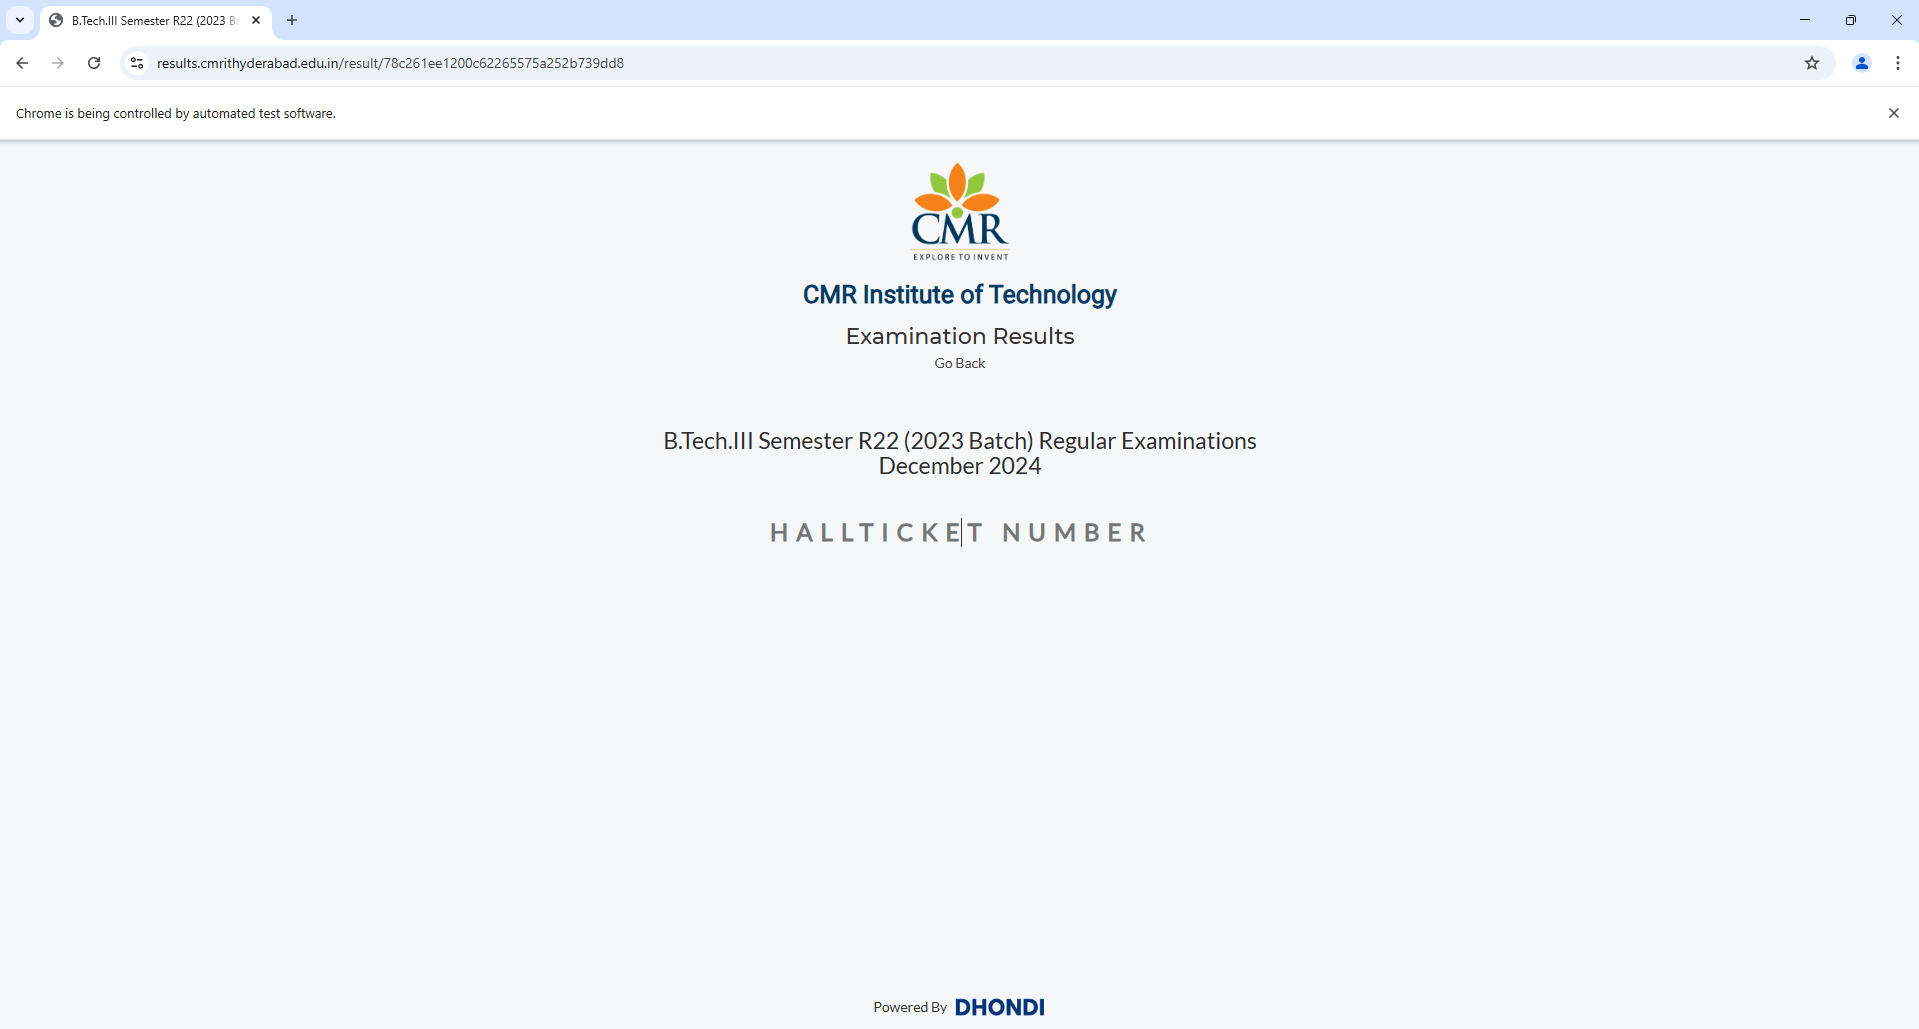 B.Tech.III Semester R22 (2023 B
results.cmrithyderabad.edu.in/result/78c261ee1200c62265575a252b739dd8
Chrome is being controlled by automated test software.
CMR
EXPLORE TO INVENT
CMR Institute of Technology
Examination Results
Go Back
B.Tech.III Semester R22 (2023 Batch) Regular Examinations
December 2024
HALLTICKET NUMBER
Powered By DHONDI